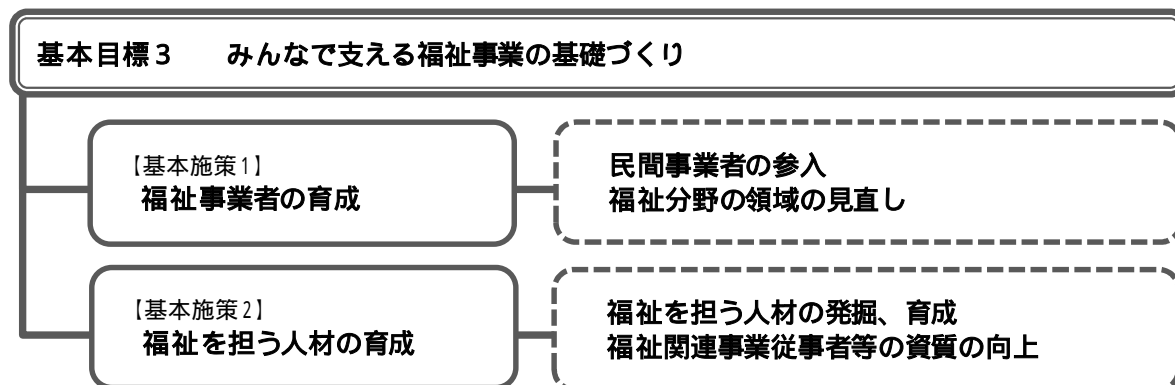 基本目標３　　みんなで支える福祉事業の基礎づくり
【基本施策1】
福祉事業者の育成
民間事業者の参入
福祉分野の領域の見直し
【基本施策2】
福祉を担う人材の育成
福祉を担う人材の発掘、育成
福祉関連事業従事者等の資質の向上